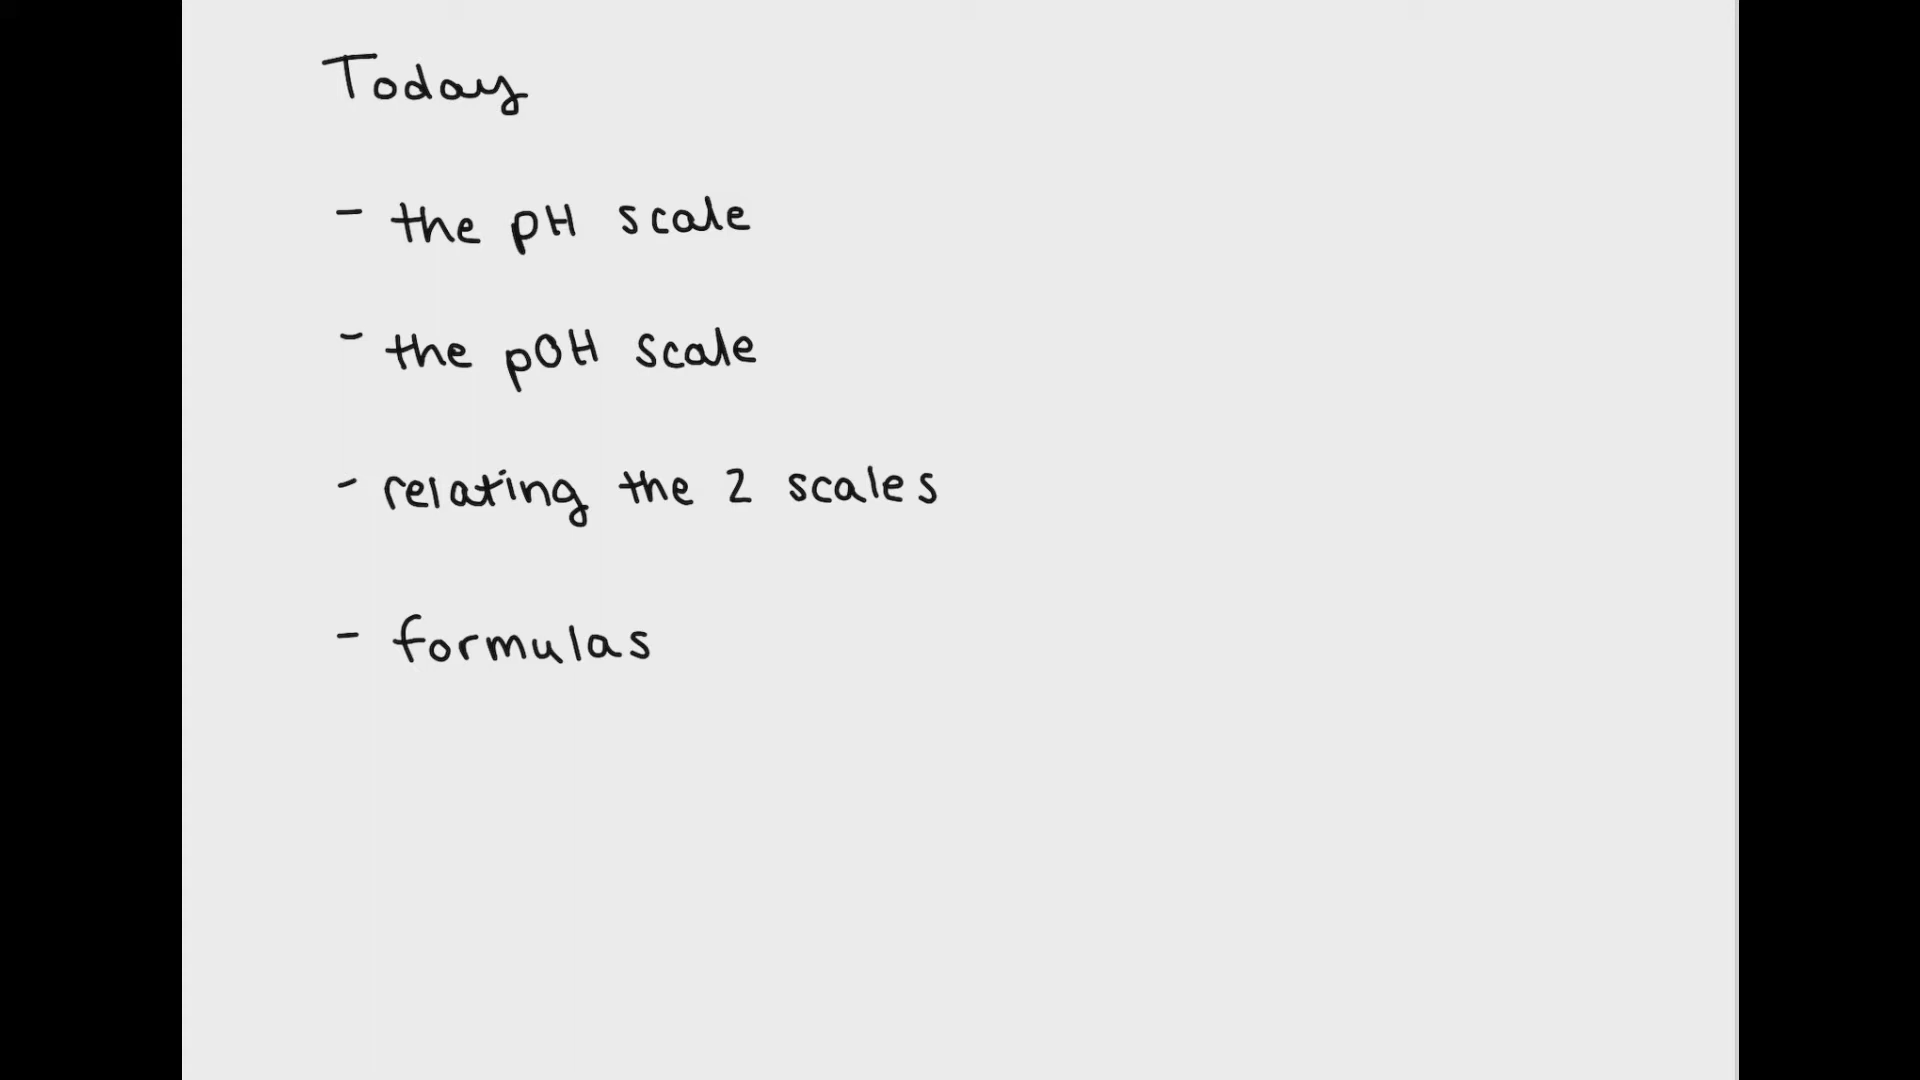 Today
- the pH scale
- the pOH scale
- relating the 2 scales
- formulas